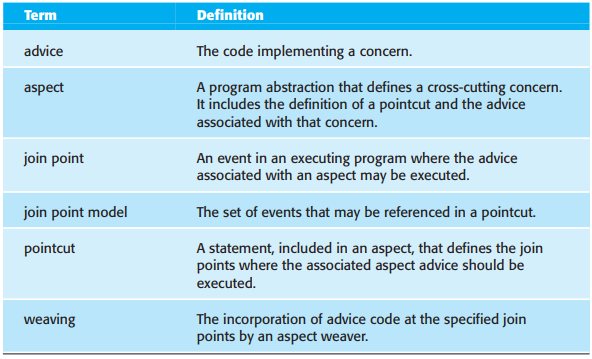 Term Definition
advice The code implementing a concern.
aspect A program abstraction that defines a cross-cutting concern.
It includes the definition of a pointcut and the advice
associated with that concern.
join point An event in an executing program where the advice
associated with an aspect may be executed.
join point model The set of events that may be referenced in a pointcut.
pointcut A statement, included in an aspect, that defines the join
points where the associated aspect advice should be
executed.
weaving The incorporation of advice code at the specified join
points by an aspect weaver.